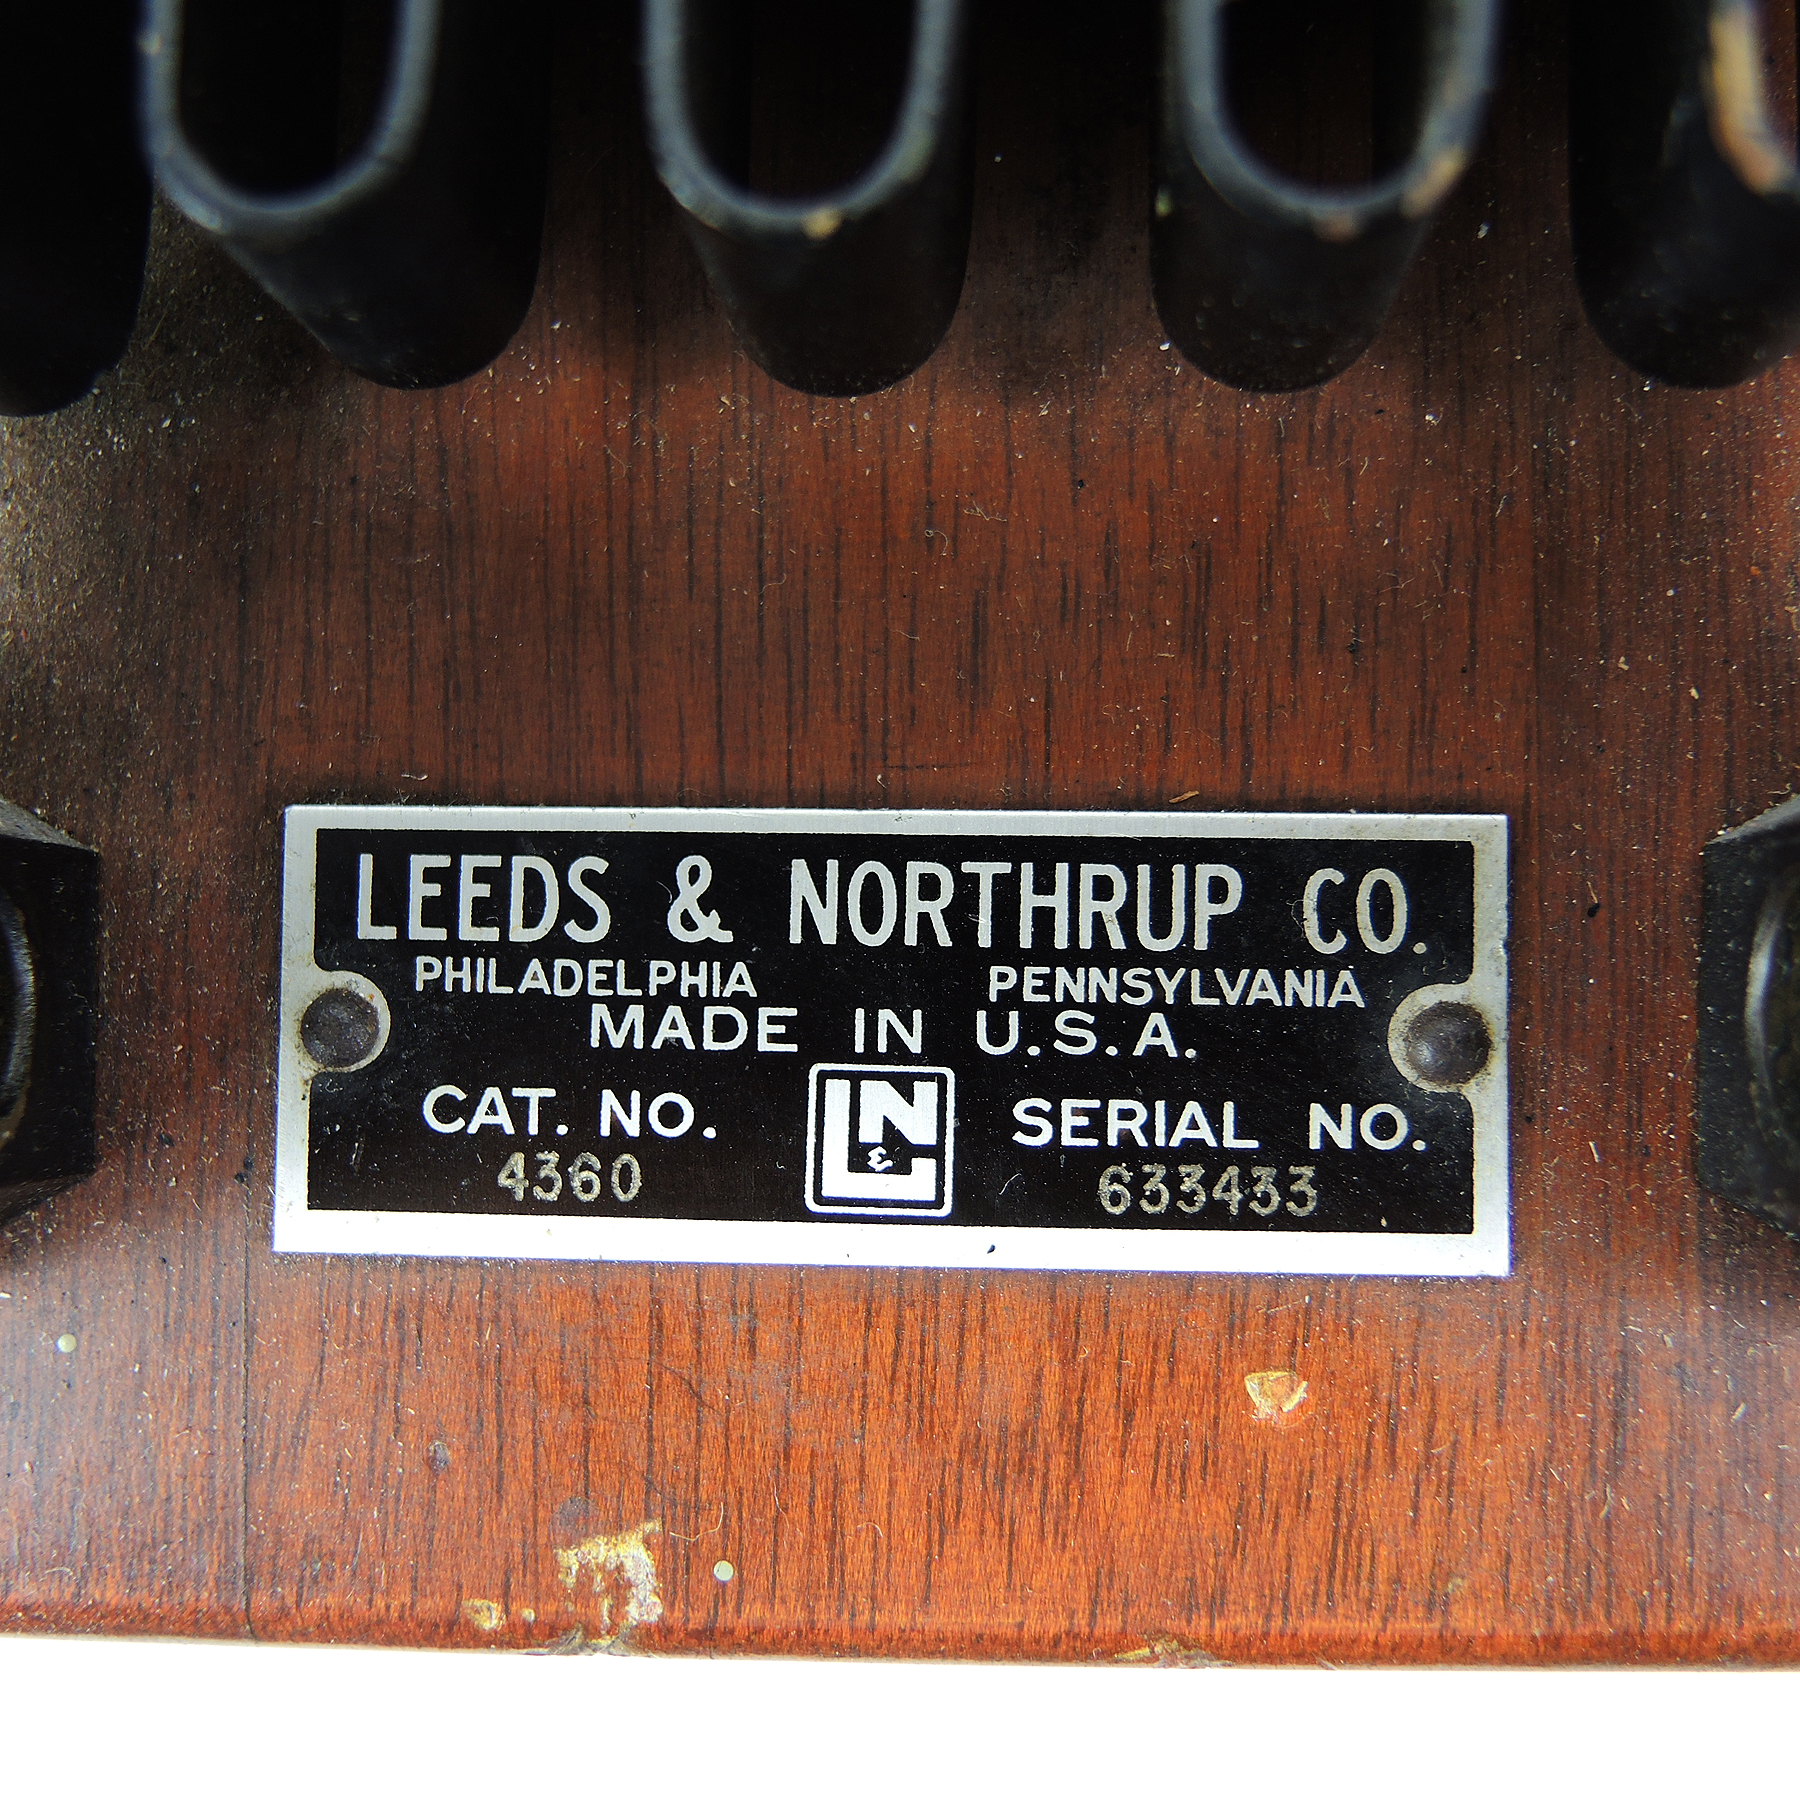 LEEDS & NORTHRUP CO.
PHILADELPHIA PENNSYLVANIA
MADE IN U.S.A.
CAT. NO. L&N SERIAL NO.
4360 633433